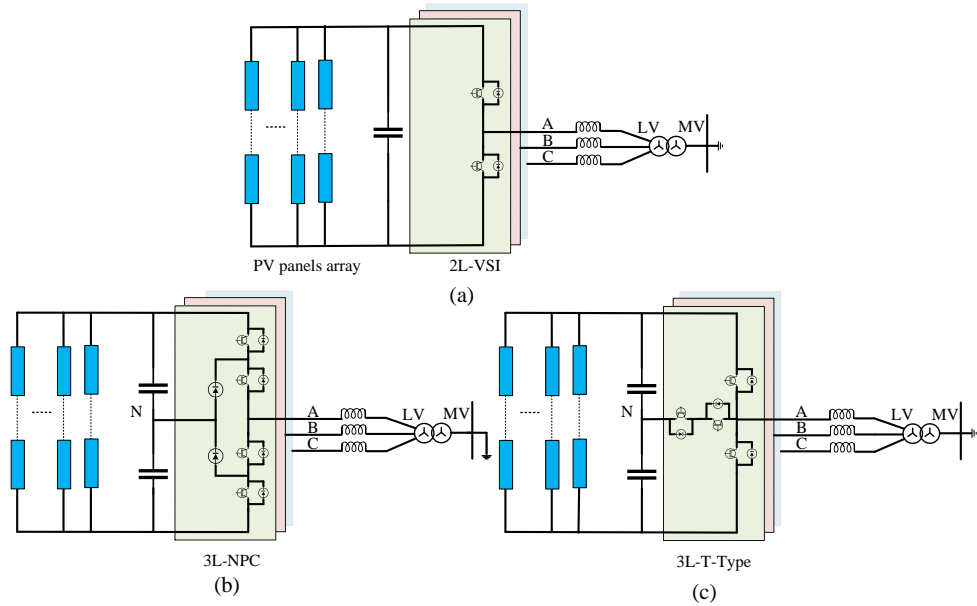 A
B
C
LV
MV
PV panels array
2L-VSI
(a)
N
A
B
C
LV
MV
3L-NPC
(b)
N
A
B
C
LV
MV
3L-T-Type
(c)